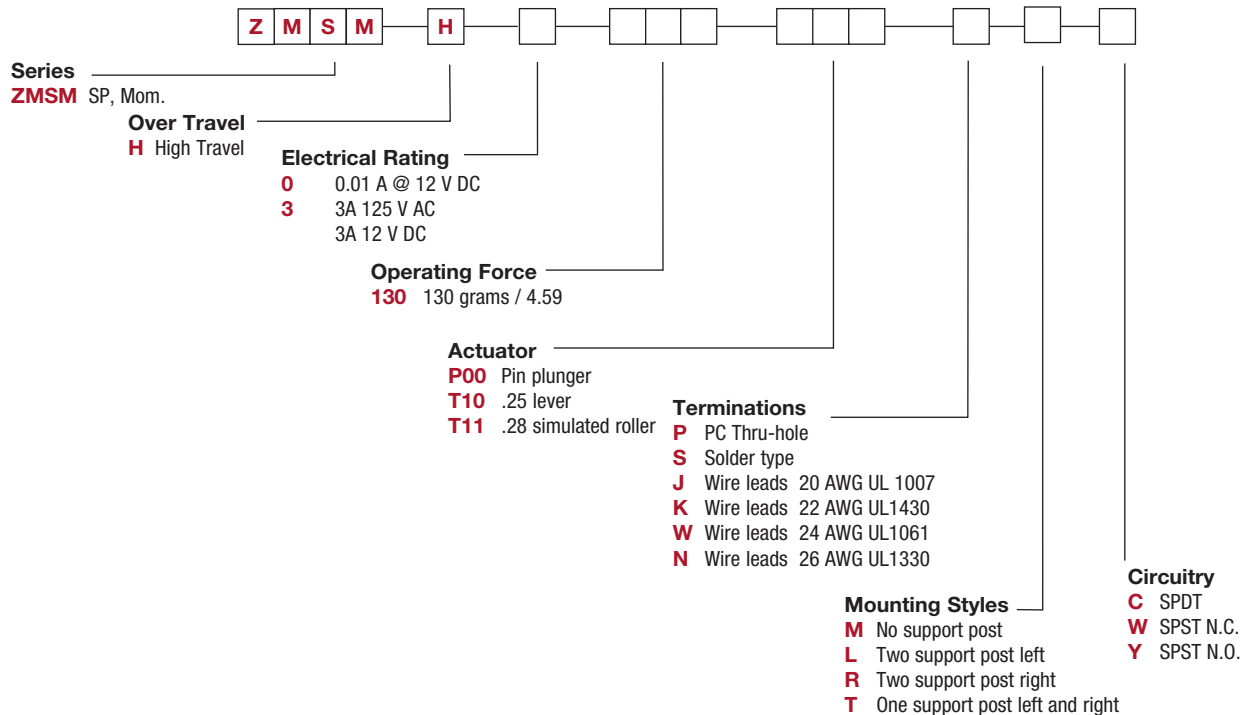 Z M S M H
Series
ZMSM SP, Mom.
Over Travel
H High Travel
Electrical Rating
0 0.01 A @ 12 V DC
3 3A 125 V AC
3A 12 V DC
Operating Force
130 130 grams / 4.59
Actuator
P00 Pin plunger
T10 .25 lever
T11 .28 simulated roller
Terminations
P PC Thru-hole
S Solder type
J Wire leads 20 AWG UL 1007
K Wire leads 22 AWG UL1430
W Wire leads 24 AWG UL1061
N Wire leads 26 AWG UL1330
Mounting Styles
M No support post
L Two support post left
R Two support post right
T One support post left and right
Circuitry
C SPDT
W SPST N.C.
Y SPST N.O.